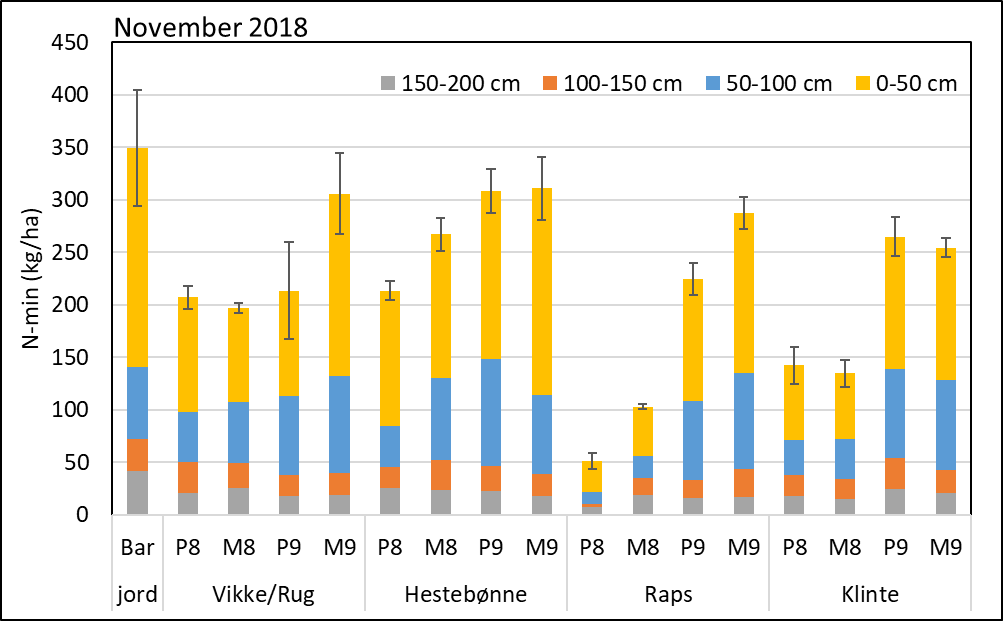 November 2018
450
400
350
300
250
200
150
100
50
0
N-min (kg/ha)
150-200 cm 100-150 cm 50-100 cm 0-50 cm
Bar P8 M8 P9 M9 P8 M8 P9 M9 P8 M8 P9 M9 P8 M8 P9 M9
jord Vikke/Rug Hestebønne Raps Klinte